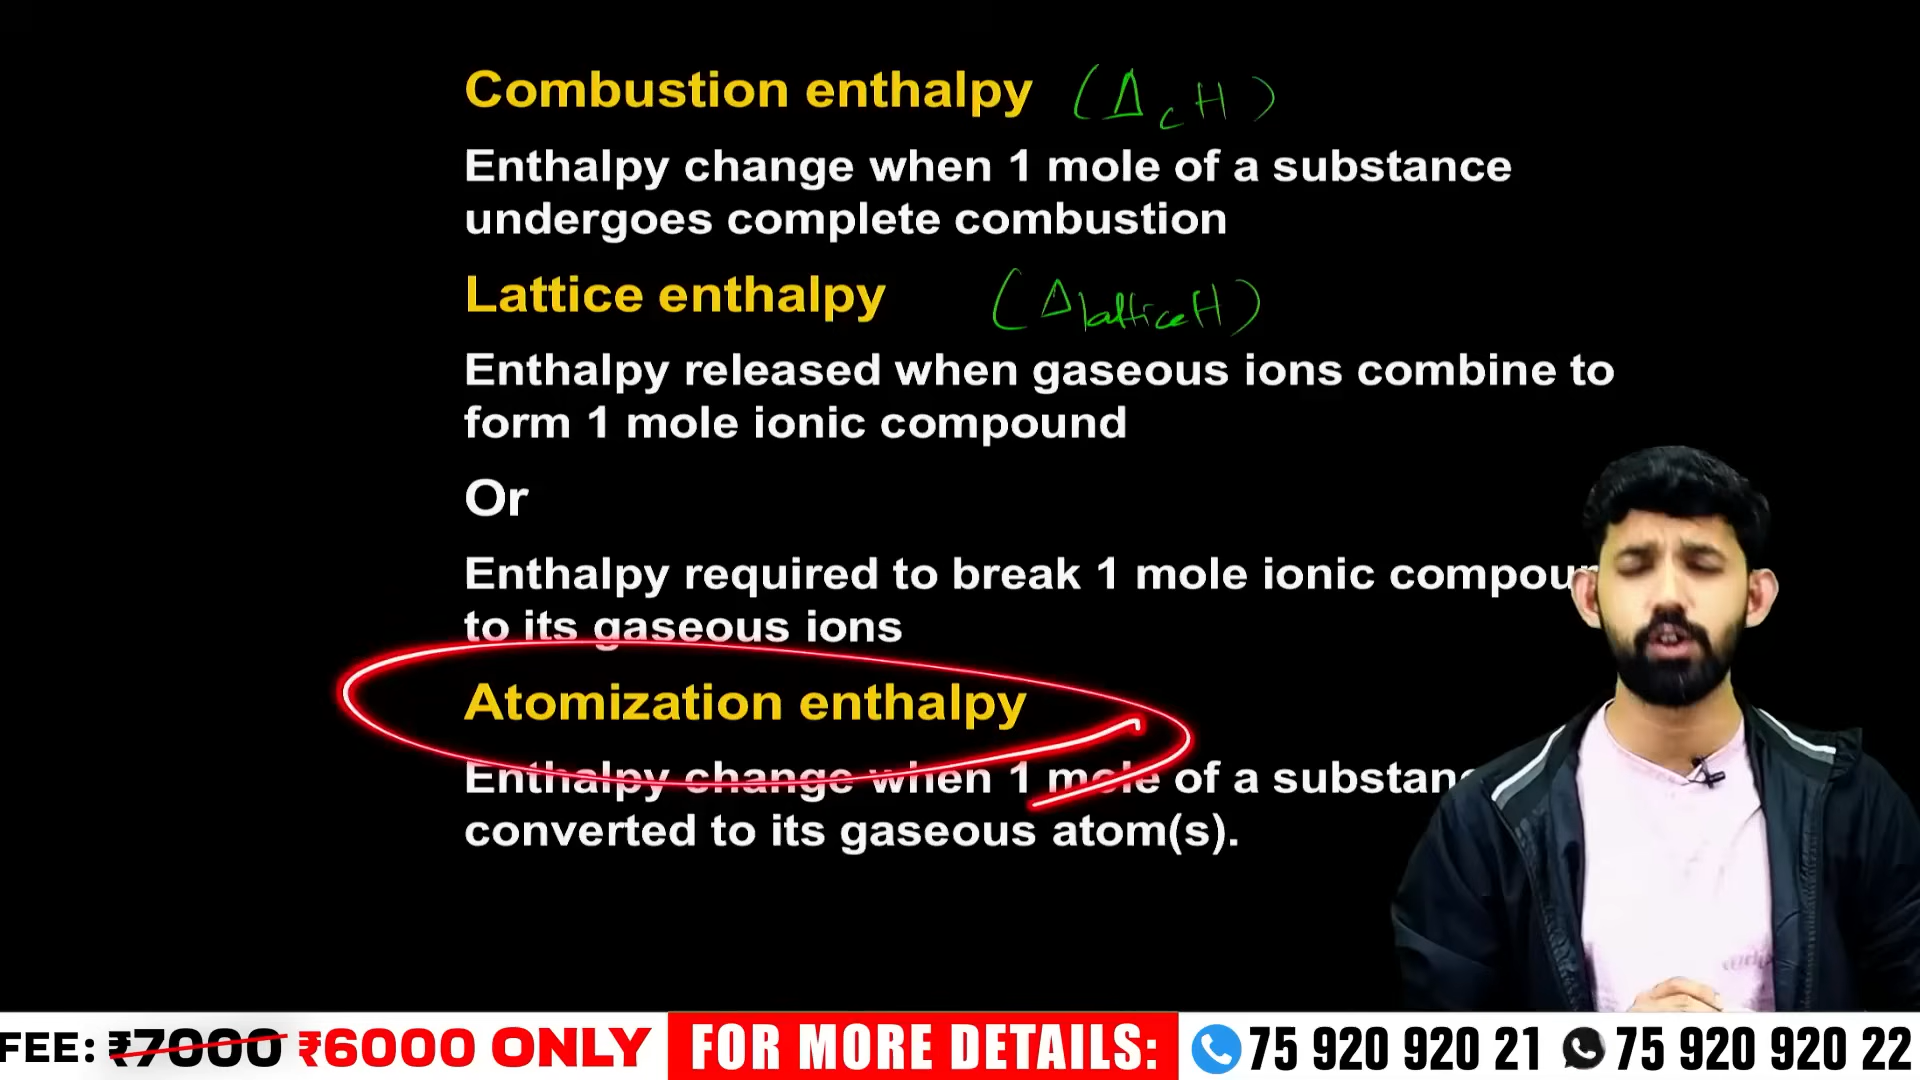 Combustion enthalpy (ΔcH)
Enthalpy change when 1 mole of a substance
undergoes complete combustion
Lattice enthalpy (ΔlatticeH)
Enthalpy released when gaseous ions combine to
form 1 mole ionic compound
Or
Enthalpy required to break 1 mole ionic compoun
to its gaseous ions
Atomization enthalpy
Enthalpy change when 1 mole of a substan
converted to its gaseous atom(s).
FEE: ₹7000 ₹6000 ONLY FOR MORE DETAILS: 75 920 920 21 75 920 920 22